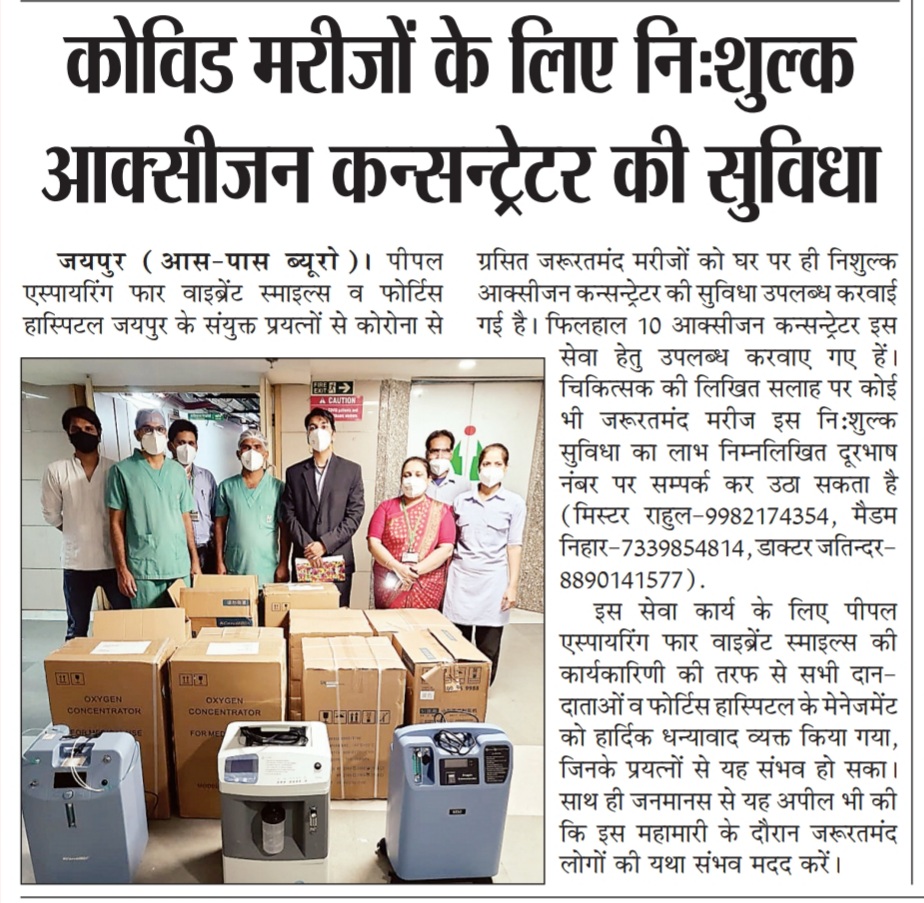 कोविड मरीजों के लिए नि:शुल्क
आक्सीजन कन्सन्ट्रेटर की सुविधा
जयपुर ( आस-पास ब्यूरो )। पीपल
एस्पायरिंग फार वाइब्रेंट स्माइल्स व फोर्टिस
हास्पिटल जयपुर के संयुक्त प्रयत्नों से कोरोना से
ग्रसित जरूरतमंद मरीजों को घर पर ही निशुल्क
आक्सीजन कन्सन्ट्रेटर की सुविधा उपलब्ध करवाई
गई है। फिलहाल 10 आक्सीजन कन्सन्ट्रेटर इस
सेवा हेतु उपलब्ध करवाए गए हें।
चिकित्सक की लिखित सलाह पर कोई
भी जरूरतमंद मरीज इस नि:शुल्क
सुविधा का लाभ निम्नलिखित दूरभाष
नंबर पर सम्पर्क कर उठा सकता है
(मिस्टर राहुल-9982174354, मैडम
निहार-7339854814, डाक्टर जतिन्दर-
8890141577).
इस सेवा कार्य के लिए पीपल
एस्पायरिंग फार वाइब्रेंट स्माइल्स की
कार्यकारिणी की तरफ से सभी दान-
दाताओं व फोर्टिस हास्पिटल के मेनेजमेंट
को हार्दिक धन्यावाद व्यक्त किया गया,
जिनके प्रयत्नों से यह संभव हो सका।
साथ ही जनमानस से यह अपील भी की
कि इस महामारी के दौरान जरूरतमंद
लोगों की यथा संभव मदद करें।
FIRE EXIT
CAUTION
OXYGEN
CONCENTRATOR
OXYGEN
CONCENTRATOR